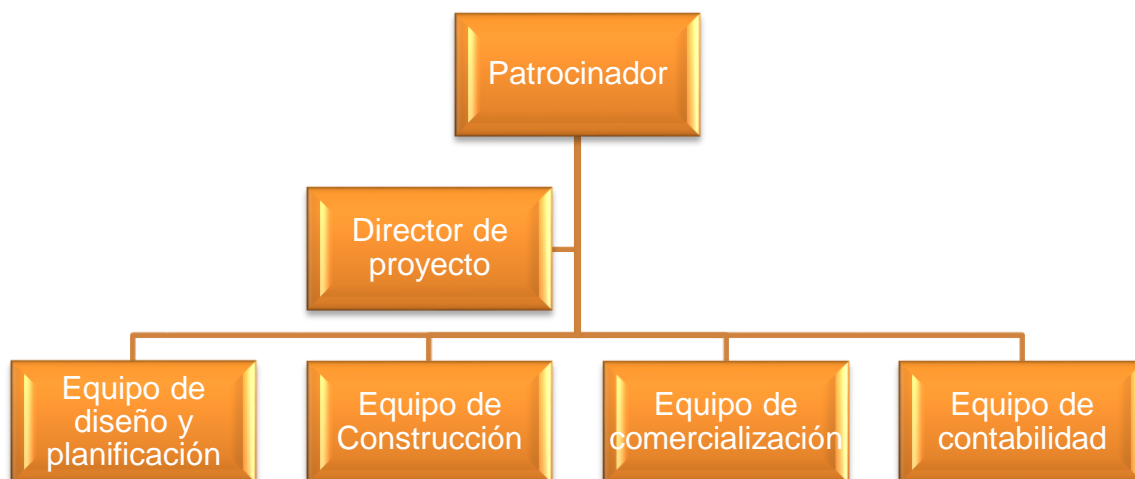 Patrocinador
Director de
proyecto
Equipo de
diseño y
planificación
Equipo de
Construcción
Equipo de
comercialización
Equipo de
contabilidad